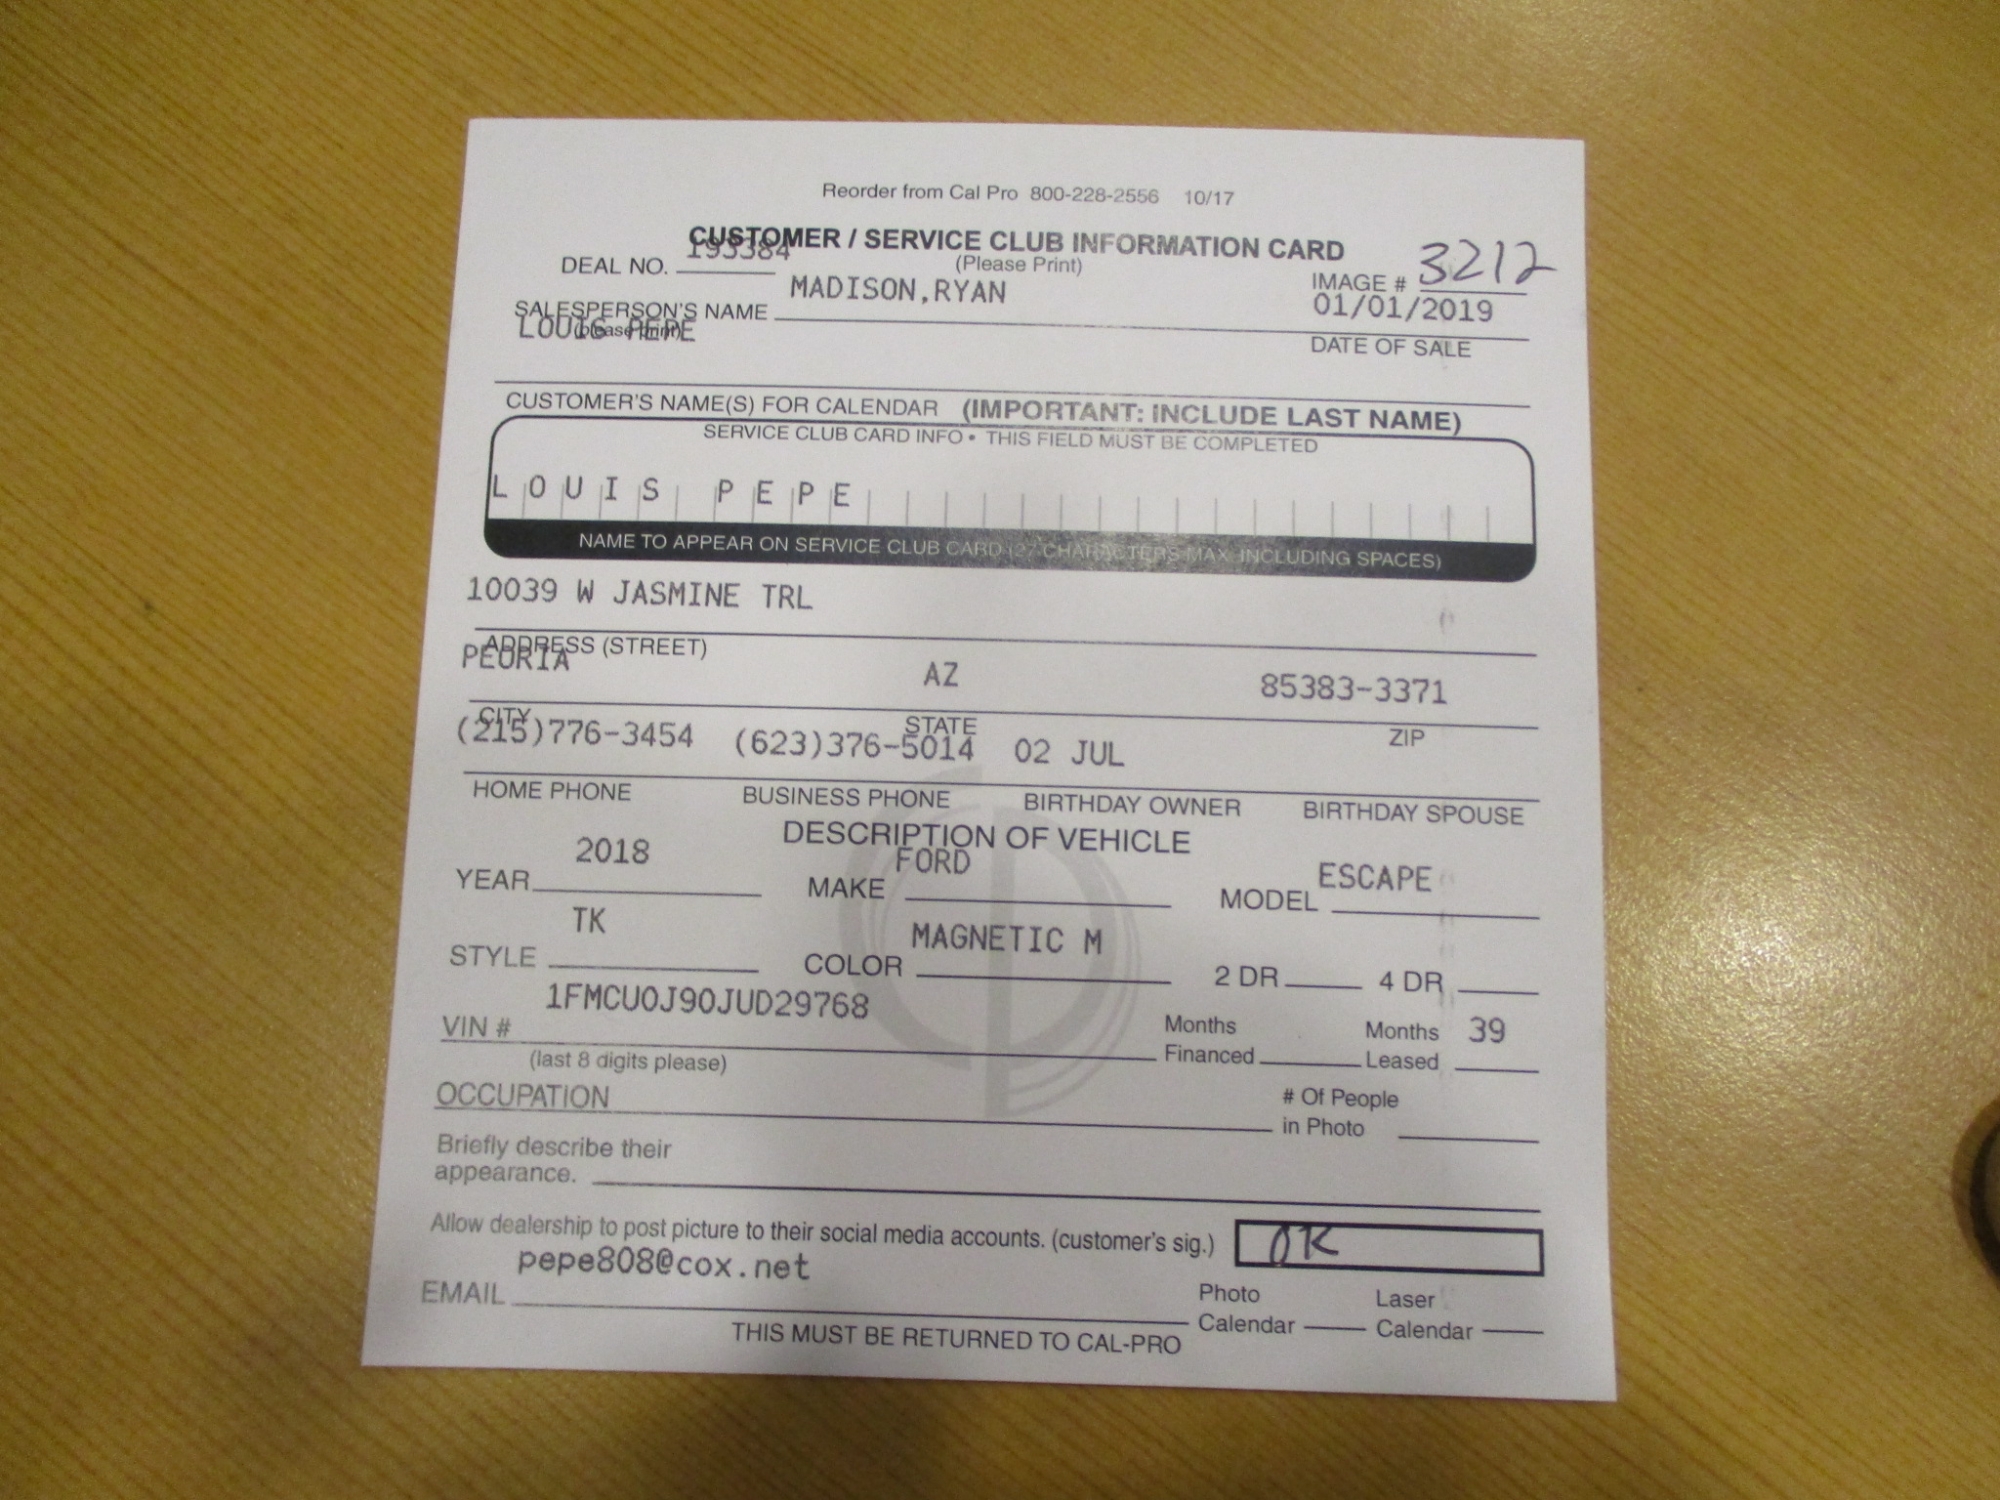 Reorder from Cal Pro 800-228-2556 10/17
CUSTOMER / SERVICE CLUB INFORMATION CARD
(Please Print)
DEAL NO. 193384
IMAGE # 3212
SALESPERSON'S NAME MADISON,RYAN
(please print)
01/01/2019
DATE OF SALE
LOUIS PEPE
CUSTOMER'S NAME(S) FOR CALENDAR (IMPORTANT: INCLUDE LAST NAME)
SERVICE CLUB CARD INFO • THIS FIELD MUST BE COMPLETED
LOUIS PEPE
NAME TO APPEAR ON SERVICE CLUB CARD (27 CHARACTERS MAX. INCLUDING SPACES)
10039 W JASMINE TRL
ADDRESS (STREET)
PEORIA AZ 85383-3371
CITY STATE ZIP
(215)776-3454 (623)376-5014 02 JUL
HOME PHONE BUSINESS PHONE BIRTHDAY OWNER BIRTHDAY SPOUSE
DESCRIPTION OF VEHICLE
YEAR 2018 MAKE FORD MODEL ESCAPE
STYLE TK COLOR MAGNETIC M 2 DR 4 DR
VIN # 1FMCU0J90JUD29768
(last 8 digits please)
Months Financed Months Leased 39
OCCUPATION
# Of People in Photo
Briefly describe their
appearance.
Allow dealership to post picture to their social media accounts. (customer's sig.) OK
EMAIL pepe808@cox.net
Photo Calendar Laser Calendar
THIS MUST BE RETURNED TO CAL-PRO